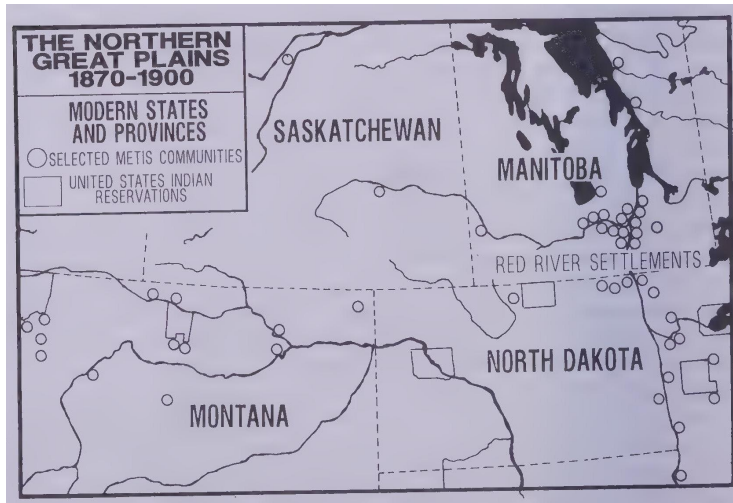 THE NORTHERN
GREAT PLAINS
1870-1900
MODERN STATES
AND PROVINCES
SELECTED METIS COMMUNITIES
UNITED STATES INDIAN
RESERVATIONS
SASKATCHEWAN
MANITOBA
RED RIVER SETTLEMENTS
NORTH DAKOTA
MONTANA